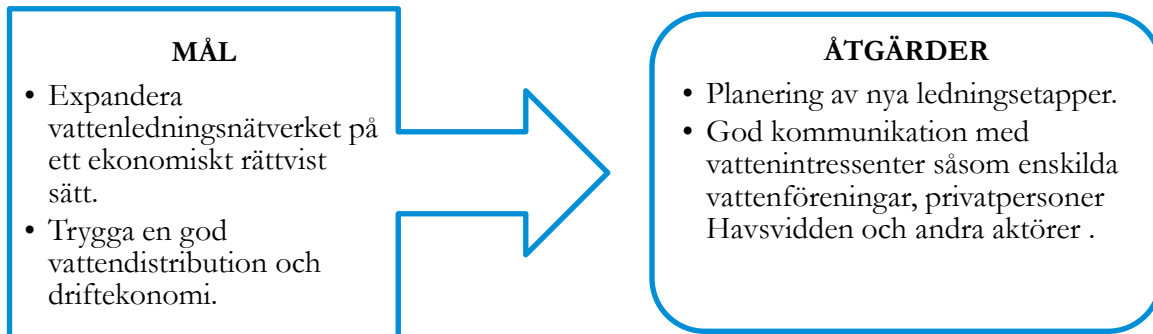 MÅL
• Expandera
vattenledningsnätverket på
ett ekonomiskt rättvist
sätt.
• Trygga en god
vattendistribution och
driftekonomi.
ÅTGÄRDER
• Planering av nya ledningsetapper.
• God kommunikation med
vattenintressenter såsom enskilda
vattenföreningar, privatpersoner
Havsvidden och andra aktörer .